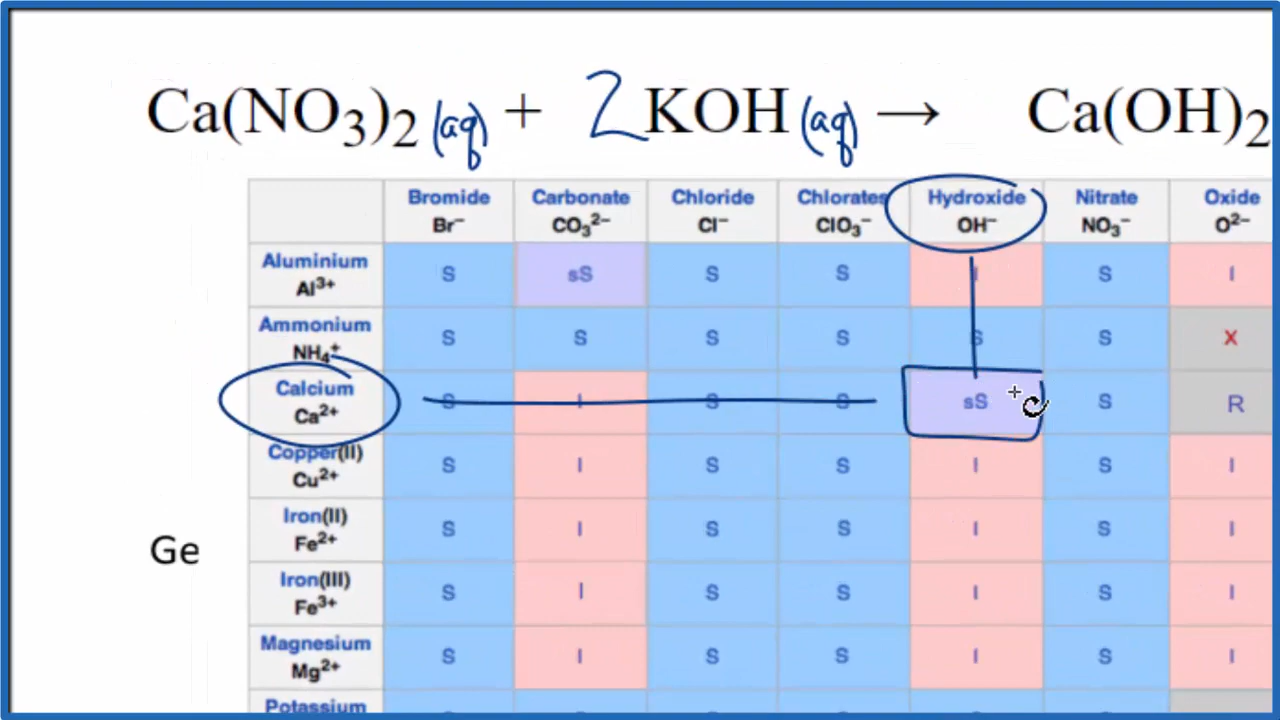 Ca(NO₃)₂ (aq) + 2 KOH (aq) → Ca(OH)₂
Bromide Carbonate Chloride Chlorates Hydroxide Nitrate Oxide
Br⁻ CO₃²⁻ Cl⁻ ClO₃⁻ OH⁻ NO₃⁻ O²⁻
Aluminium
Al³⁺ S sS S S I S I
Ammonium
NH₄⁺ S S S S S S X
Calcium
Ca²⁺ S I S S sS S R
Copper(II)
Cu²⁺ S I S S I S I
Iron(II)
Fe²⁺ S I S S I S I
Ge
Iron(III)
Fe³⁺ S I S S I S I
Magnesium
Mg²⁺ S I S S I S I
Potassium